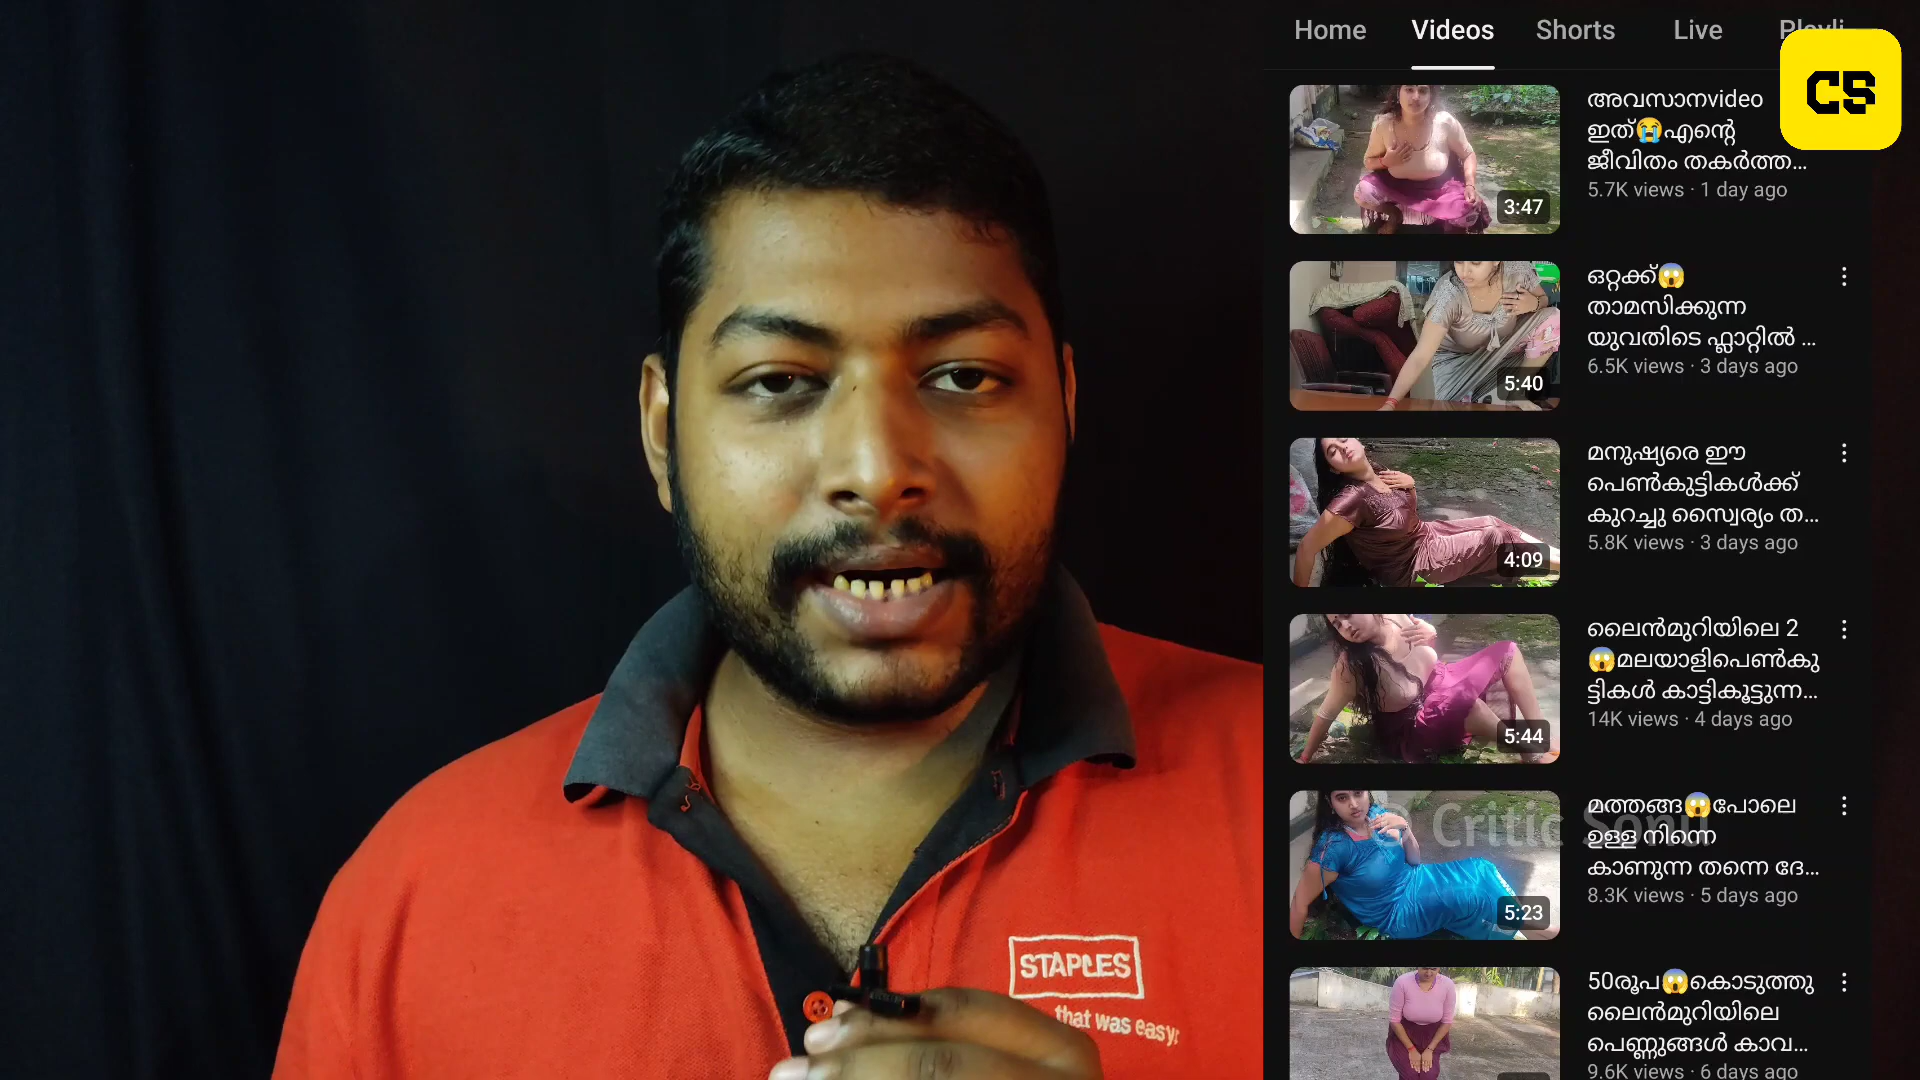 Home Videos Shorts Live Playli
CS
അവസാനvideo
ഇത്😭എന്റെ
ജീവിതം തകർത്ത...
5.7K views · 1 day ago
3:47
ഒറ്റക്ക്😱
താമസിക്കുന്ന
യുവതിടെ ഫ്ലാറ്റിൽ ...
6.5K views · 3 days ago
5:40
മനുഷ്യരെ ഈ
പെൺകുട്ടികൾക്ക്
കുറച്ചു സ്വൈര്യം ത...
5.8K views · 3 days ago
4:09
ലൈൻമുറിയിലെ 2
😱മലയാളിപെൺകു
ട്ടികൾ കാട്ടികൂട്ടുന്ന...
14K views · 4 days ago
5:44
മത്തങ്ങ😱പോലെ
ഉള്ള നിന്നെ
കാണുന്ന തന്നെ ദേ...
8.3K views · 5 days ago
5:23
© Critic Sonu
50രൂപ😱കൊടുത്തു
ലൈൻമുറിയിലെ
പെണ്ണുങ്ങൾ കാവ...
9.6K views · 6 days ago
STAPLES
that was easy.